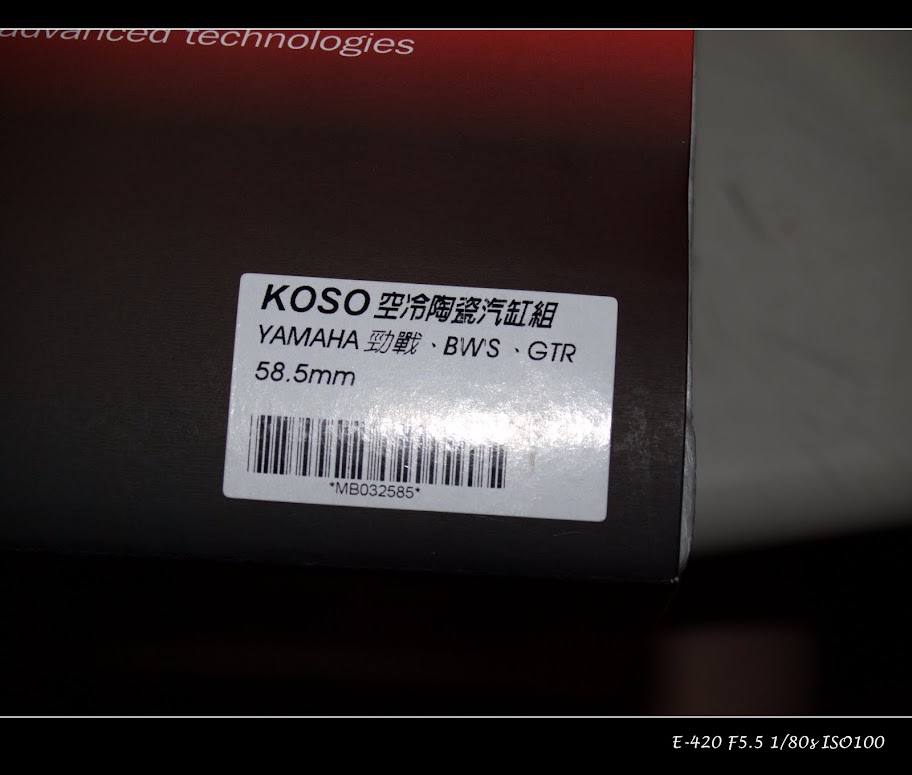 advanced technologies
KOSO 空冷陶瓷汽缸組
YAMAHA 勁戰、BW'S、GTR
58.5mm
*MB032585*
E-420 F5.5 1/80s ISO100